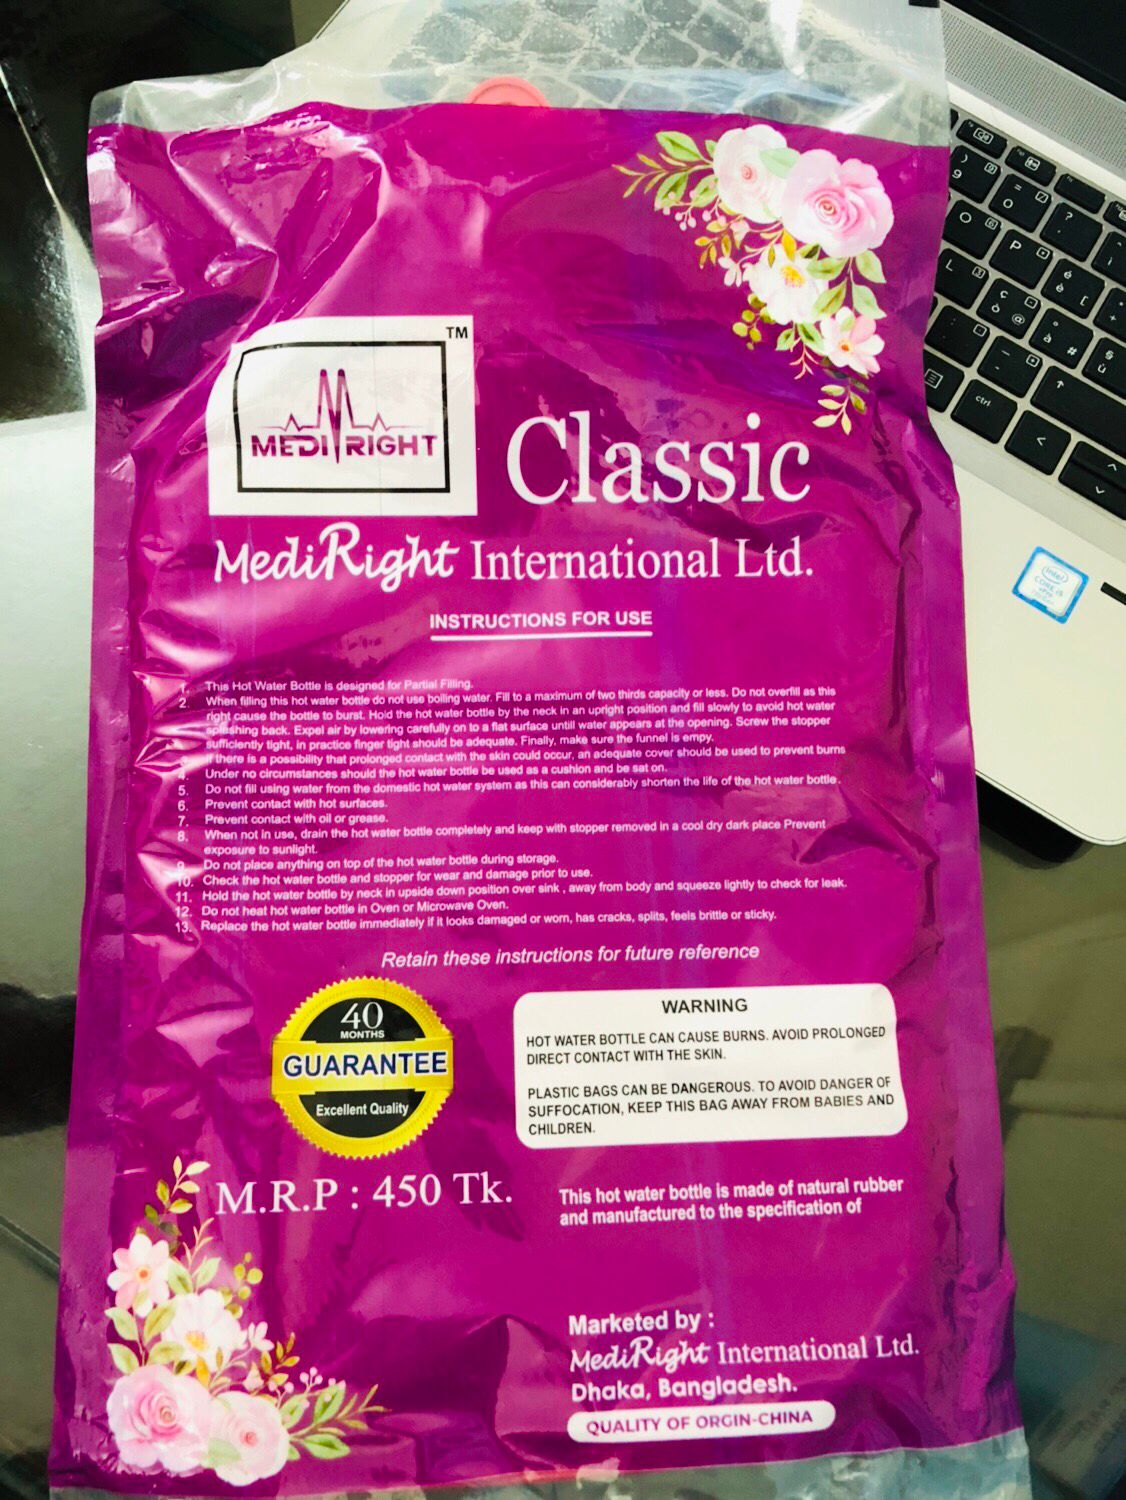 TM
MEDI RIGHT
Classic
MediRight International Ltd.
INSTRUCTIONS FOR USE
1. This Hot Water Bottle is designed for Partial Filling.
2. When filling this hot water bottle do not use boiling water. Fill to a maximum of two thirds capacity or less. Do not overfill as this
right cause the bottle to burst. Hold the hot water bottle by the neck in an upright position and fill slowly to avoid hot water
splashing back. Expel air by lowering carefully on to a flat surface untill water appears at the opening. Screw the stopper
sufficiently tight, in practice finger tight should be adequate. Finally, make sure the funnel is empy.
If there is a possibility that prolonged contact with the skin could occur, an adequate cover should be used to prevent burns
4. Under no circumstances should the hot water bottle be used as a cushion and be sat on.
5. Do not fill using water from the domestic hot water system as this can considerably shorten the life of the hot water bottle.
6. Prevent contact with hot surfaces.
7. Prevent contact with oil or grease.
8. When not in use, drain the hot water bottle completely and keep with stopper removed in a cool dry dark place Prevent
exposure to sunlight.
9. Do not place anything on top of the hot water bottle during storage.
10. Check the hot water bottle and stopper for wear and damage prior to use.
11. Hold the hot water bottle by neck in upside down position over sink , away from body and squeeze lightly to check for leak.
12. Do not heat hot water bottle in Oven or Microwave Oven.
13. Replace the hot water bottle immediately if it looks damaged or worn, has cracks, splits, feels brittle or sticky.
Retain these instructions for future reference
40
MONTHS
GUARANTEE
Excellent Quality
WARNING
HOT WATER BOTTLE CAN CAUSE BURNS. AVOID PROLONGED
DIRECT CONTACT WITH THE SKIN.
PLASTIC BAGS CAN BE DANGEROUS. TO AVOID DANGER OF
SUFFOCATION, KEEP THIS BAG AWAY FROM BABIES AND
CHILDREN.
M.R.P : 450 Tk.
This hot water bottle is made of natural rubber
and manufactured to the specification of
Marketed by :
MediRight International Ltd.
Dhaka, Bangladesh.
QUALITY OF ORGIN-CHINA
intel
CORE i5
vPro
ctrl